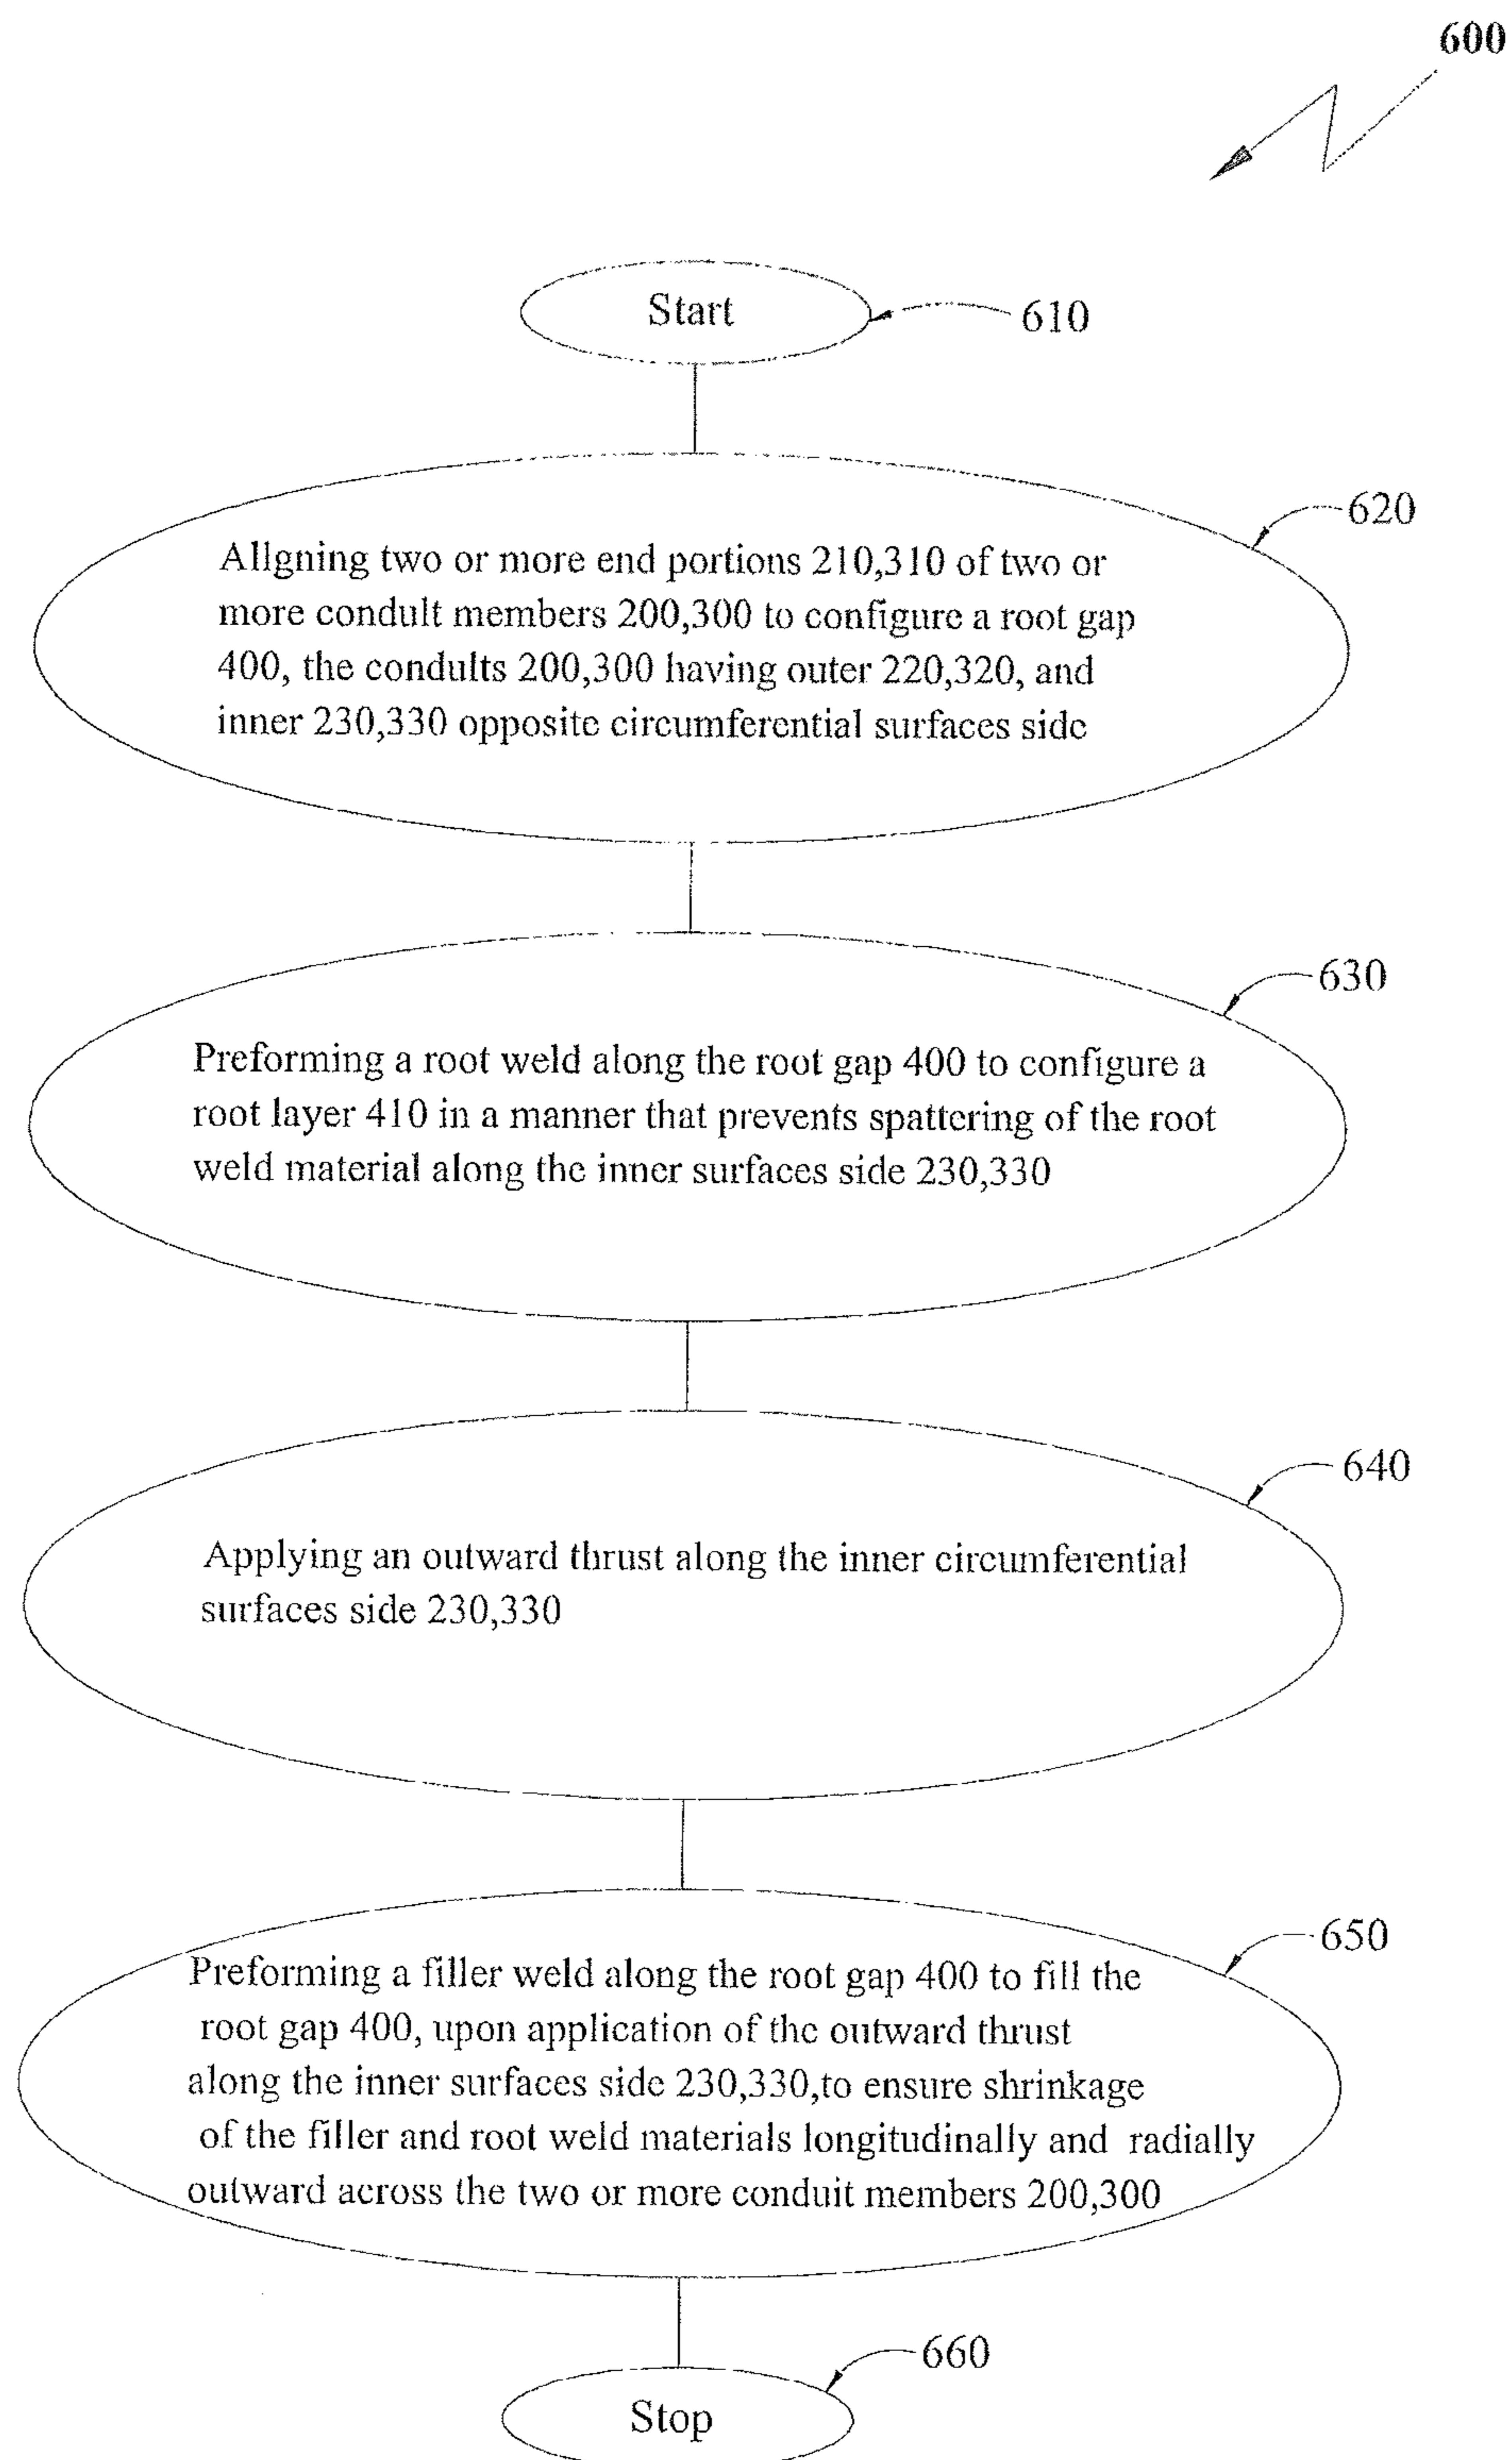 600
Start
610
620
Allgning two or more end portions 210,310 of two or
more condult members 200,300 to configure a root gap
400, the condults 200,300 having outer 220,320, and
inner 230,330 opposite circumferential surfaces side
630
Preforming a root weld along the root gap 400 to configure a
root layer 410 in a manner that prevents spattering of the root
weld material along the inner surfaces side 230,330
640
Applying an outward thrust along the inner circumferential
surfaces side 230,330
650
Preforming a filler weld along the root gap 400 to fill the
root gap 400, upon application of the outward thrust
along the inner surfaces side 230,330,to ensure shrinkage
of the filler and root weld materials longitudinally and radially
outward across the two or more conduit members 200,300
660
Stop